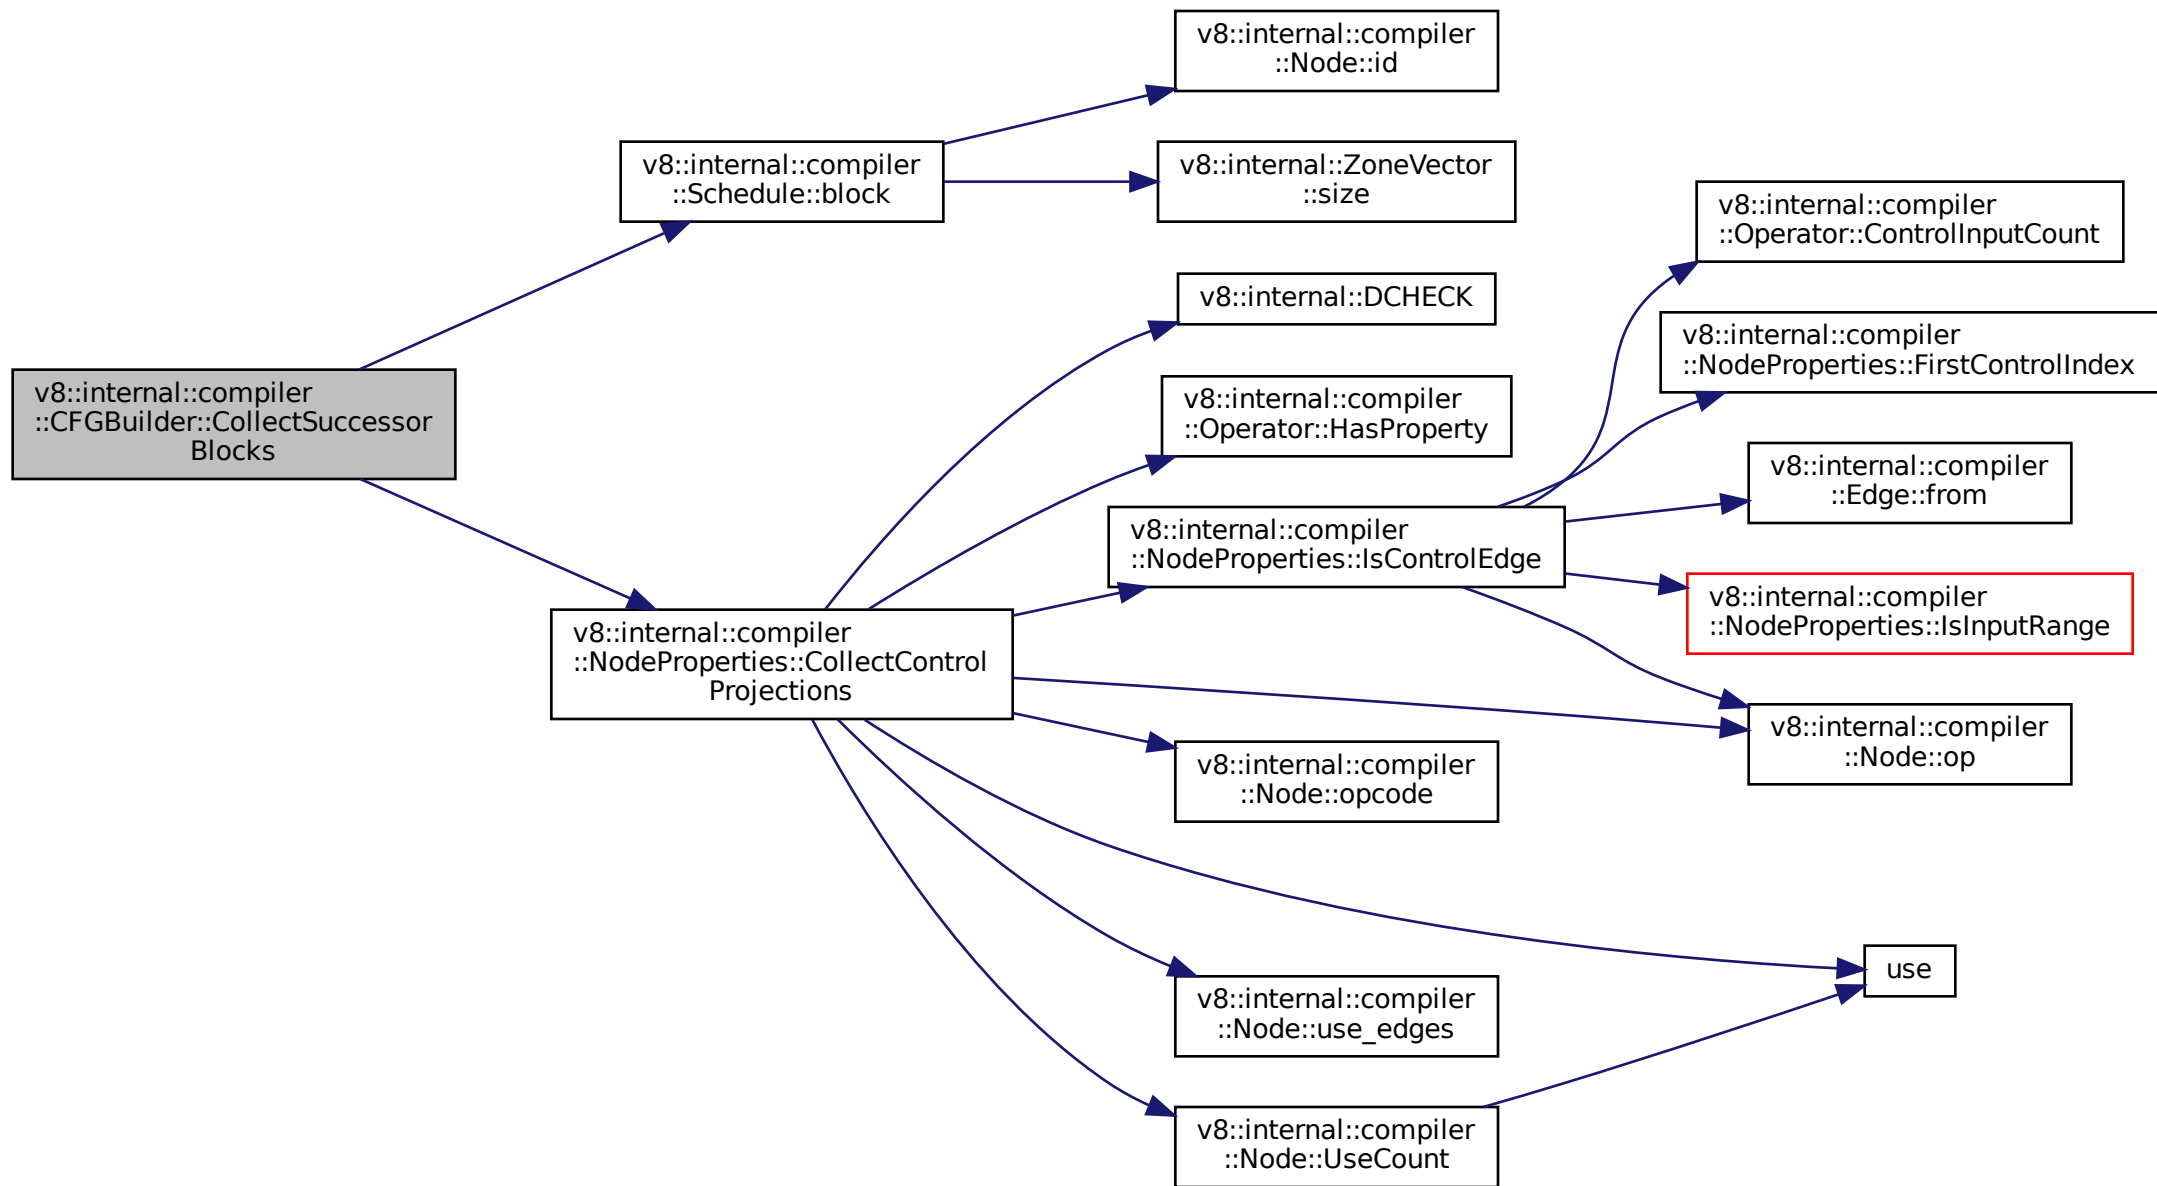 v8::internal::compiler
::CFGBuilder::CollectSuccessor
Blocks
v8::internal::compiler
::Schedule::block
v8::internal::compiler
::Node::id
v8::internal::ZoneVector
::size
v8::internal::compiler
::NodeProperties::CollectControl
Projections
v8::internal::DCHECK
v8::internal::compiler
::Operator::HasProperty
v8::internal::compiler
::NodeProperties::IsControlEdge
v8::internal::compiler
::Operator::ControlInputCount
v8::internal::compiler
::NodeProperties::FirstControlIndex
v8::internal::compiler
::Edge::from
v8::internal::compiler
::NodeProperties::IsInputRange
v8::internal::compiler
::Node::op
v8::internal::compiler
::Node::opcode
v8::internal::compiler
::Node::use_edges
use
v8::internal::compiler
::Node::UseCount